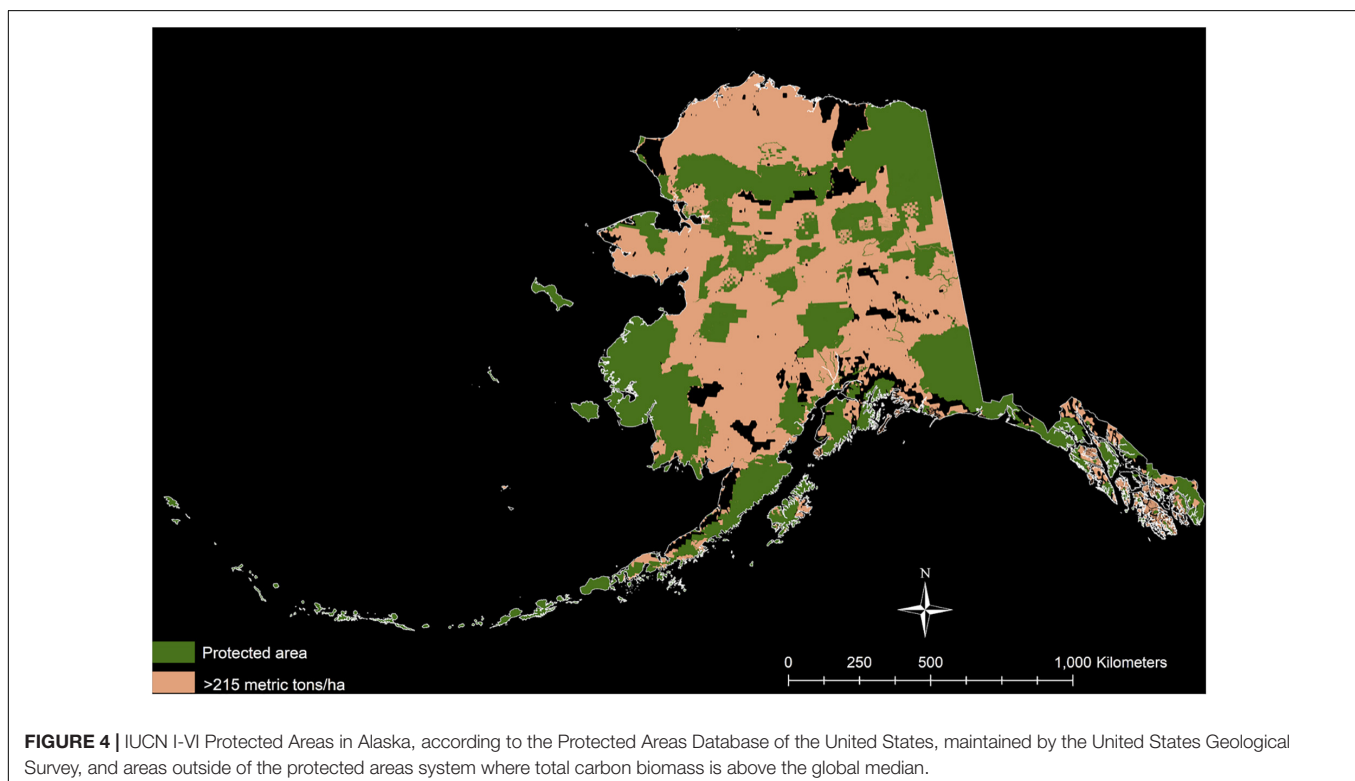 N
Protected area
>215 metric tons/ha
0 250 500 1,000 Kilometers
FIGURE 4 | IUCN I-VI Protected Areas in Alaska, according to the Protected Areas Database of the United States, maintained by the United States Geological
Survey, and areas outside of the protected areas system where total carbon biomass is above the global median.